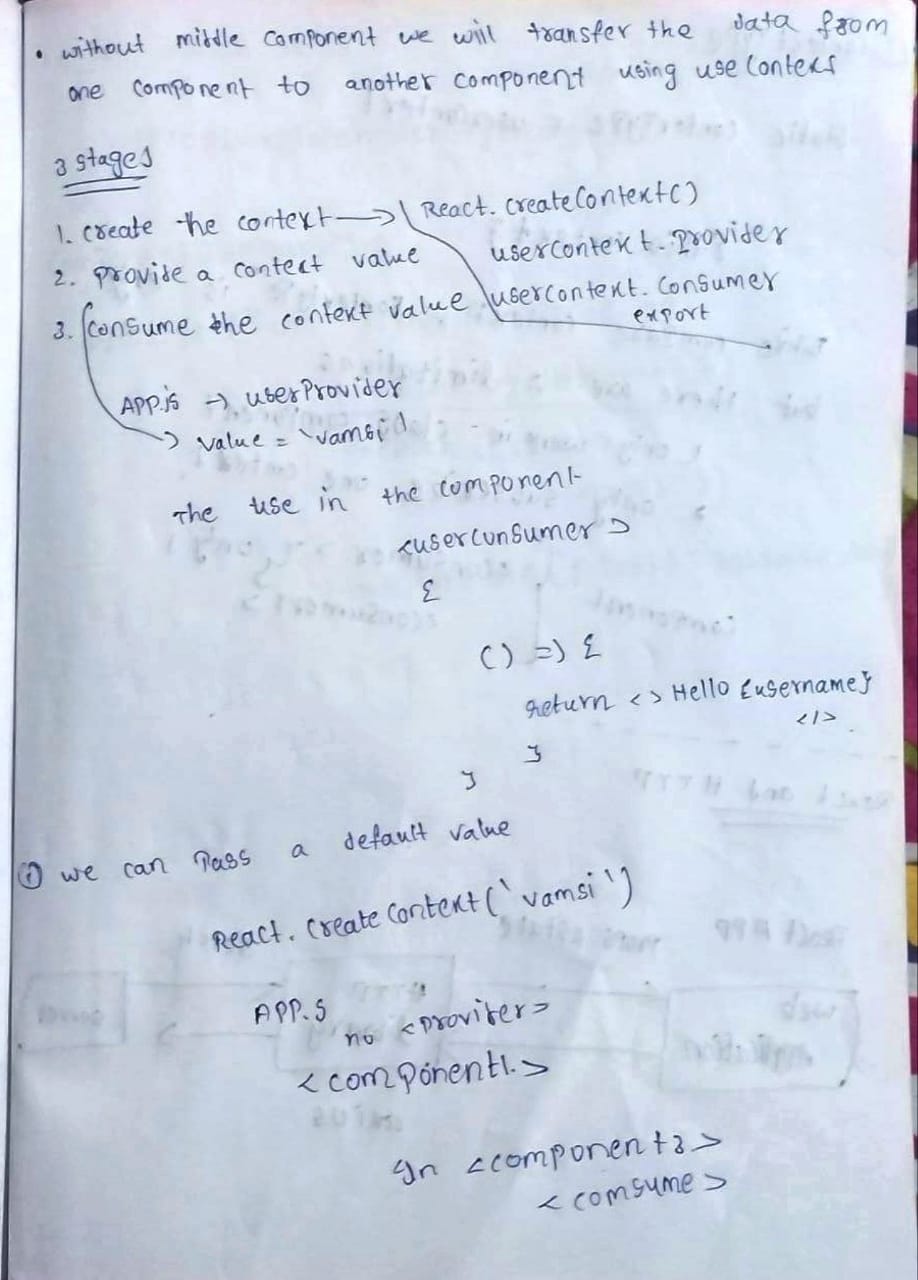 • without middle component we will transfer the data from
one component to another component using use Context
3 stages
1. create the context → React. createContext()
2. provide a context value usercontext. provider
3. consume the context value usercontext. consumer
export
APP.js → userProvider
→ value = 'vamsi'
The use in the component
<userConsumer>
{
() => {
return <> Hello {username}
</>
}
}
① we can pass a default value
React. Create Context('vamsi')
APP.S
no <provider>
<component1.>
In <component3>
<comsume>